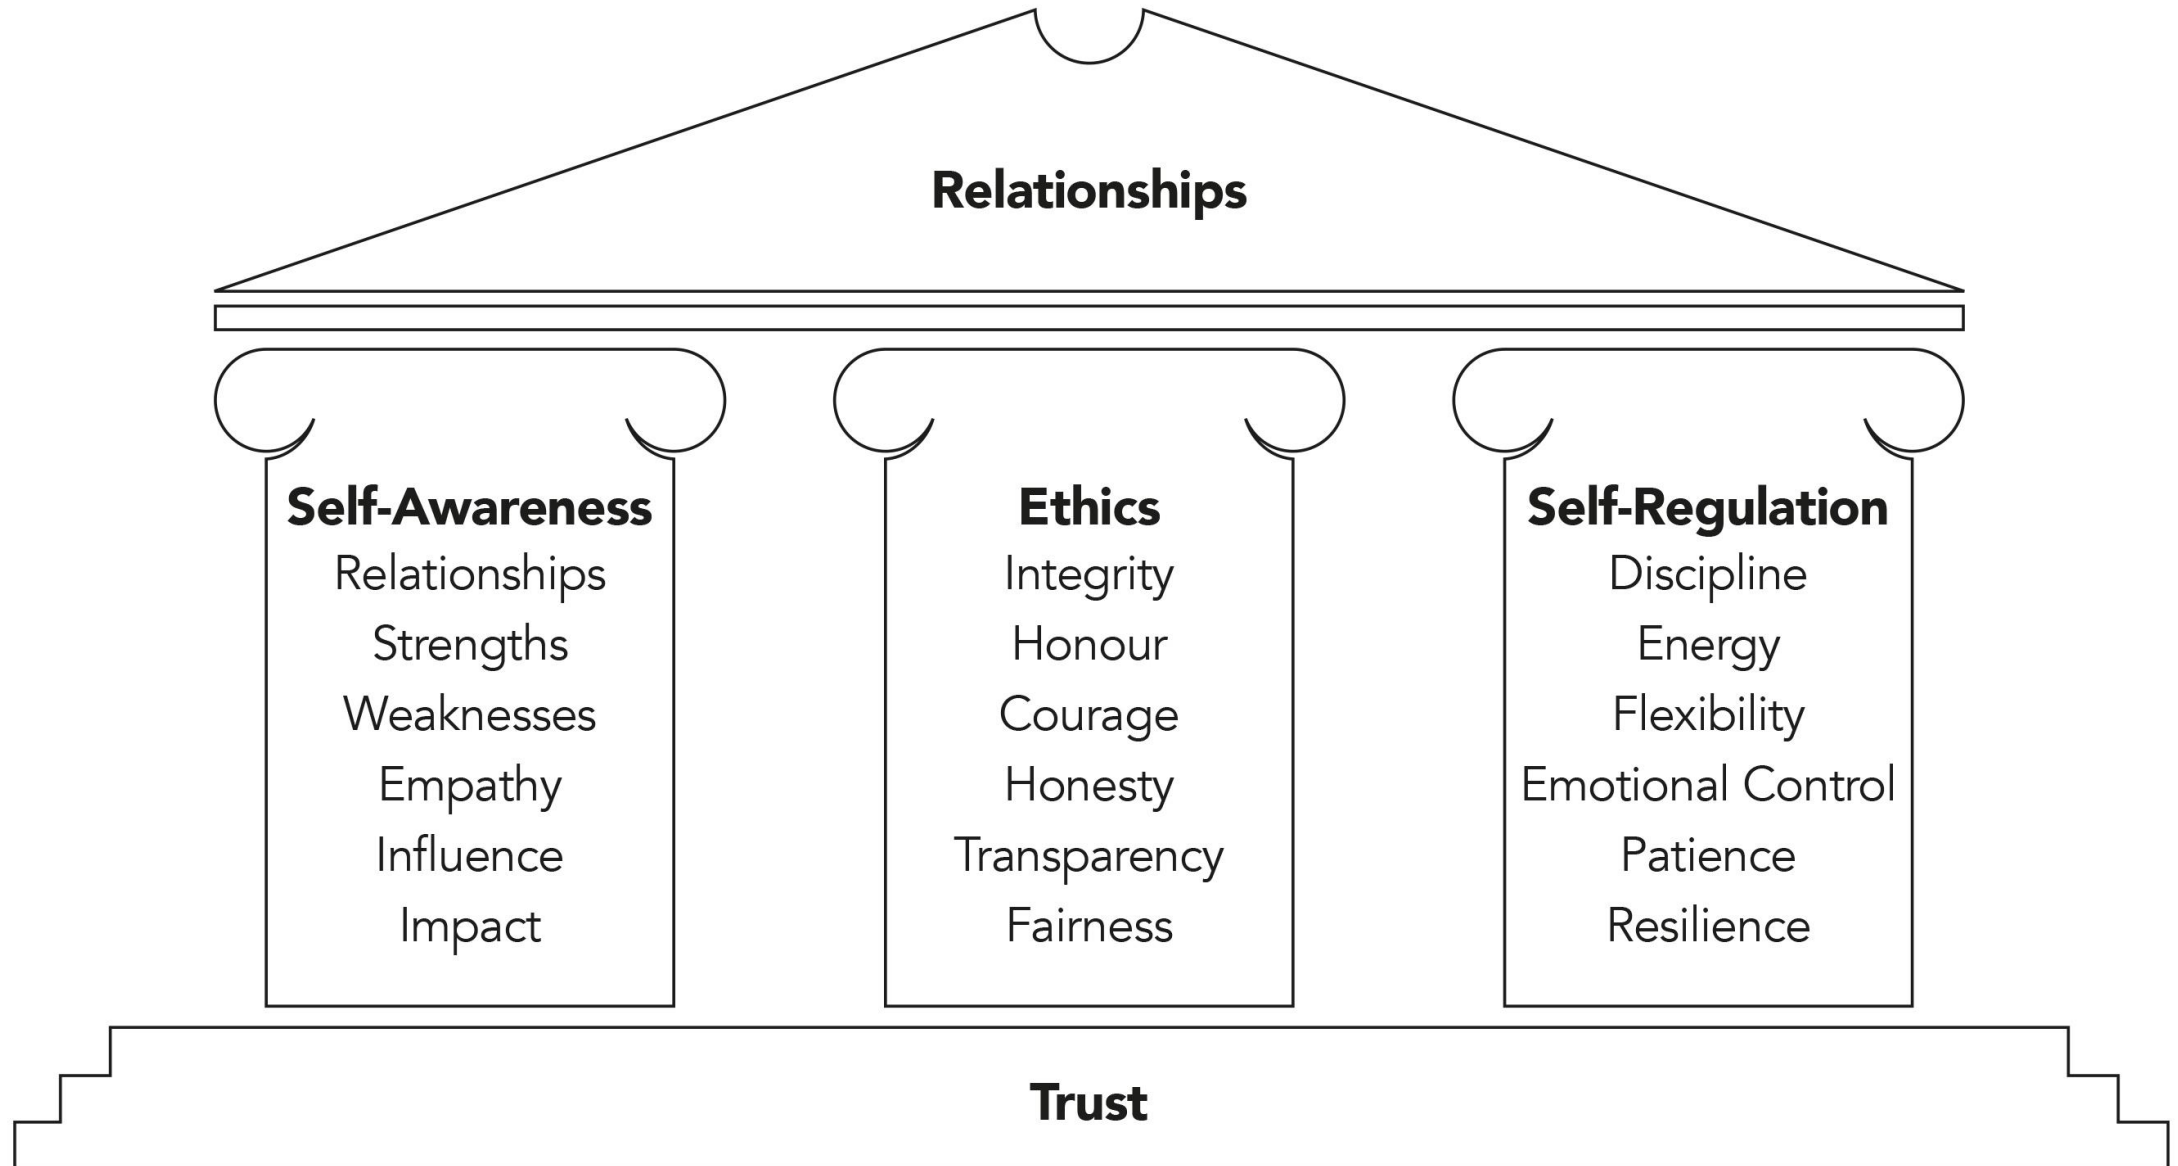 Relationships
Self-Awareness
Relationships
Strengths
Weaknesses
Empathy
Influence
Impact
Ethics
Integrity
Honour
Courage
Honesty
Transparency
Fairness
Self-Regulation
Discipline
Energy
Flexibility
Emotional Control
Patience
Resilience
Trust